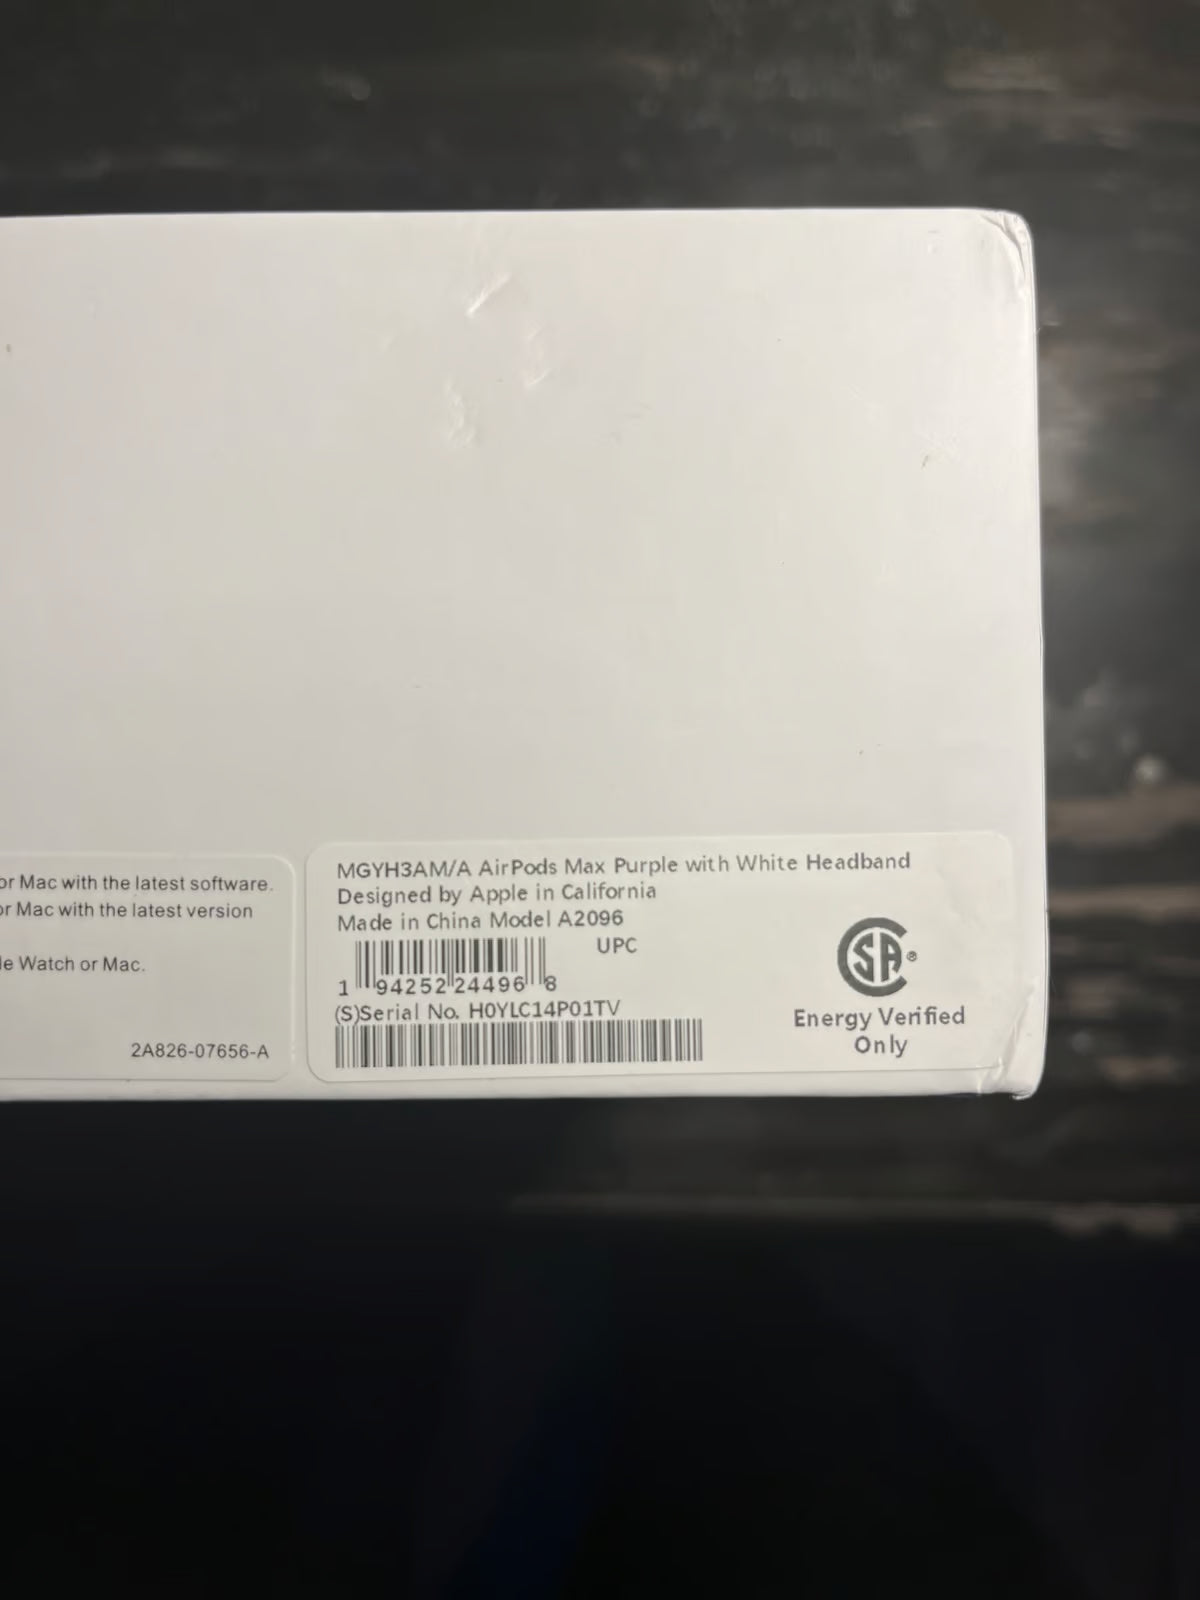 or Mac with the latest software.
or Mac with the latest version
le Watch or Mac.
2A826-07656-A
MGYH3AM/A AirPods Max Purple with White Headband
Designed by Apple in California
Made in China Model A2096
UPC
1 94252 24496 8
(S)Serial No. H0YLC14P01TV
SA®
Energy Verified
Only